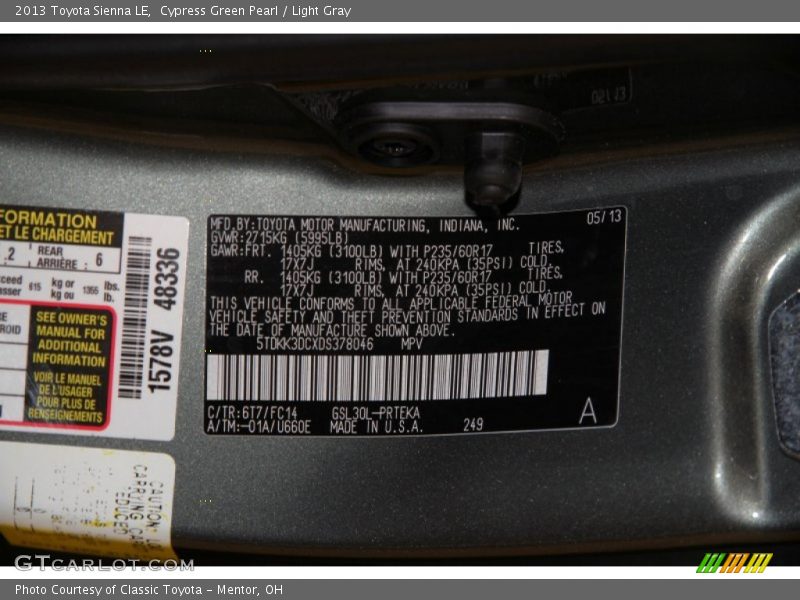 2013 Toyota Sienna LE, Cypress Green Pearl / Light Gray
FORMATION
ET LE CHARGEMENT
2 REAR ARRIÈRE : 6
kg or kg ou 1355 lbs. lb.
SEE OWNER'S
MANUAL FOR
ADDITIONAL
INFORMATION
VOIR LE MANUEL
DE L'USAGER
POUR PLUS DE
RENSEIGNEMENTS
1578V 48336
MFD.BY:TOYOTA MOTOR MANUFACTURING, INDIANA, INC. 05/13
GVWR:2715KG (5995LB)
GAWR:FRT. 1405KG (3100LB) WITH P235/60R17 TIRES,
17X7J RIMS, AT 240KPA (35PSI) COLD.
RR. 1405KG (3100LB) WITH P235/60R17 TIRES,
17X7J RIMS, AT 240KPA (35PSI) COLD.
THIS VEHICLE CONFORMS TO ALL APPLICABLE FEDERAL MOTOR
VEHICLE SAFETY AND THEFT PREVENTION STANDARDS IN EFFECT ON
THE DATE OF MANUFACTURE SHOWN ABOVE.
5TDKK3DCXDS378046 MPV
C/TR:6T7/FC14 GSL30L-PRTEKA
A/TM:-01A/U660E MADE IN U.S.A. 249 A
CAUTION
GTCARLOT.COM
Photo Courtesy of Classic Toyota - Mentor, OH